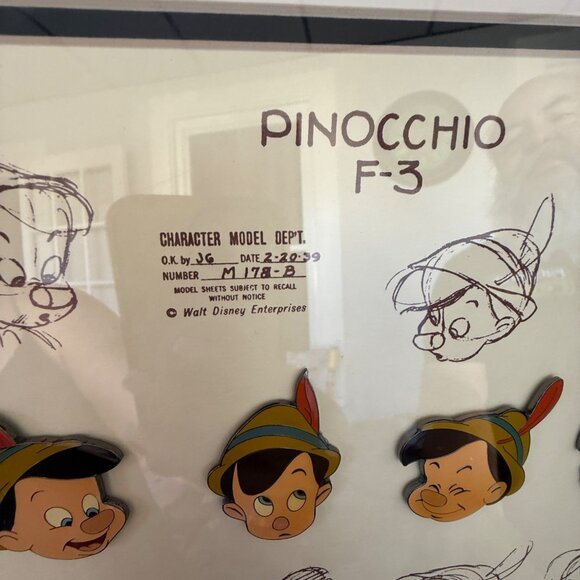 PINOCCHIO
F-3
CHARACTER MODEL DEP'T.
O.K. by JG DATE 2-20-39
NUMBER M 178-B
MODEL SHEETS SUBJECT TO RECALL
WITHOUT NOTICE
© Walt Disney Enterprises